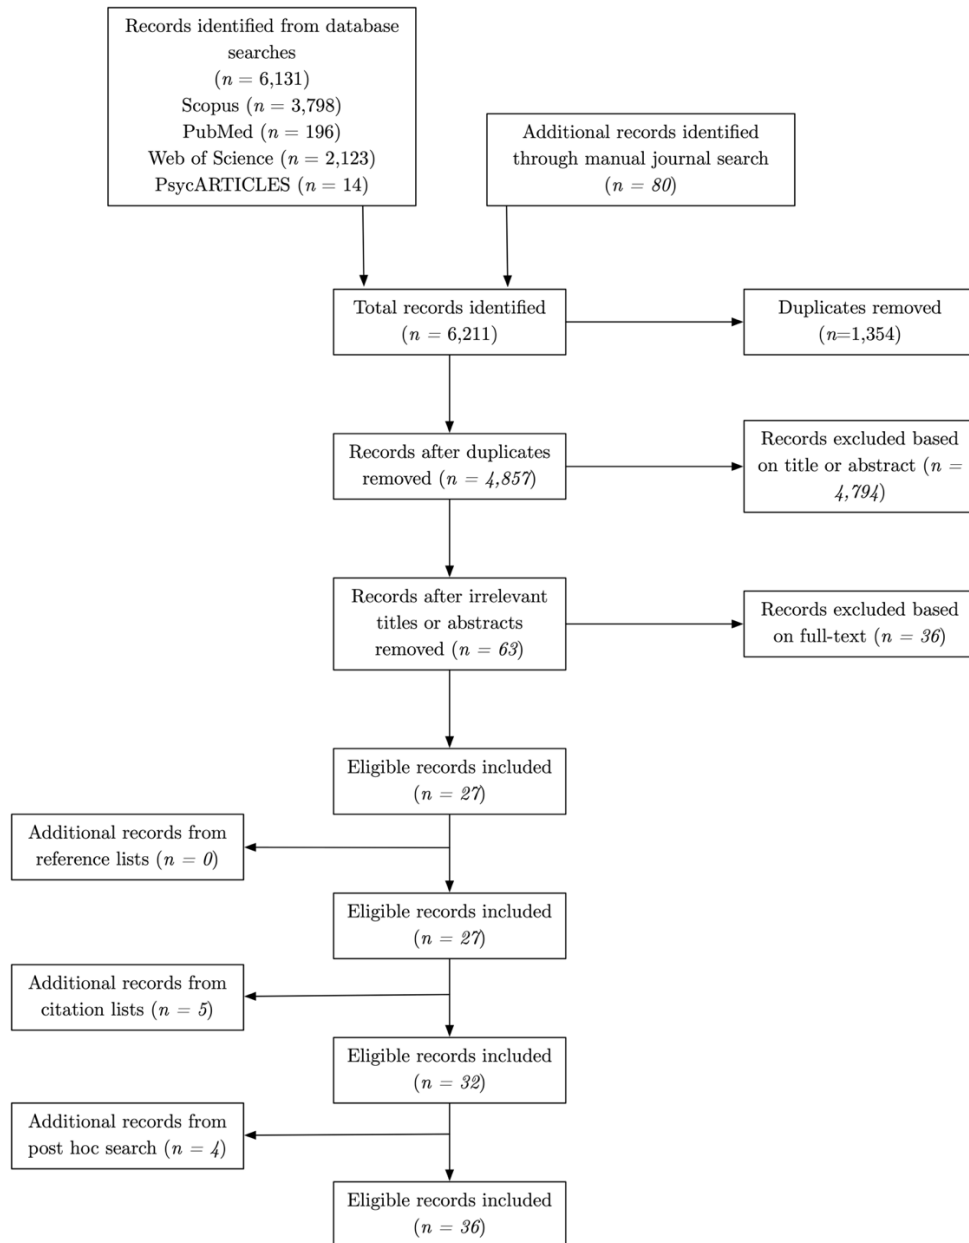 Records identified from database
searches
(n = 6,131)
Scopus (n = 3,798)
PubMed (n = 196)
Web of Science (n = 2,123)
PsycARTICLES (n = 14)
Additional records identified
through manual journal search
(n = 80)
Total records identified
(n = 6,211)
Duplicates removed
(n=1,354)
Records after duplicates
removed (n = 4,857)
Records excluded based
on title or abstract (n =
4,794)
Records after irrelevant
titles or abstracts
removed (n = 63)
Records excluded based
on full-text (n = 36)
Eligible records included
(n = 27)
Additional records from
reference lists (n = 0)
Eligible records included
(n = 27)
Additional records from
citation lists (n = 5)
Eligible records included
(n = 32)
Additional records from
post hoc search (n = 4)
Eligible records included
(n = 36)